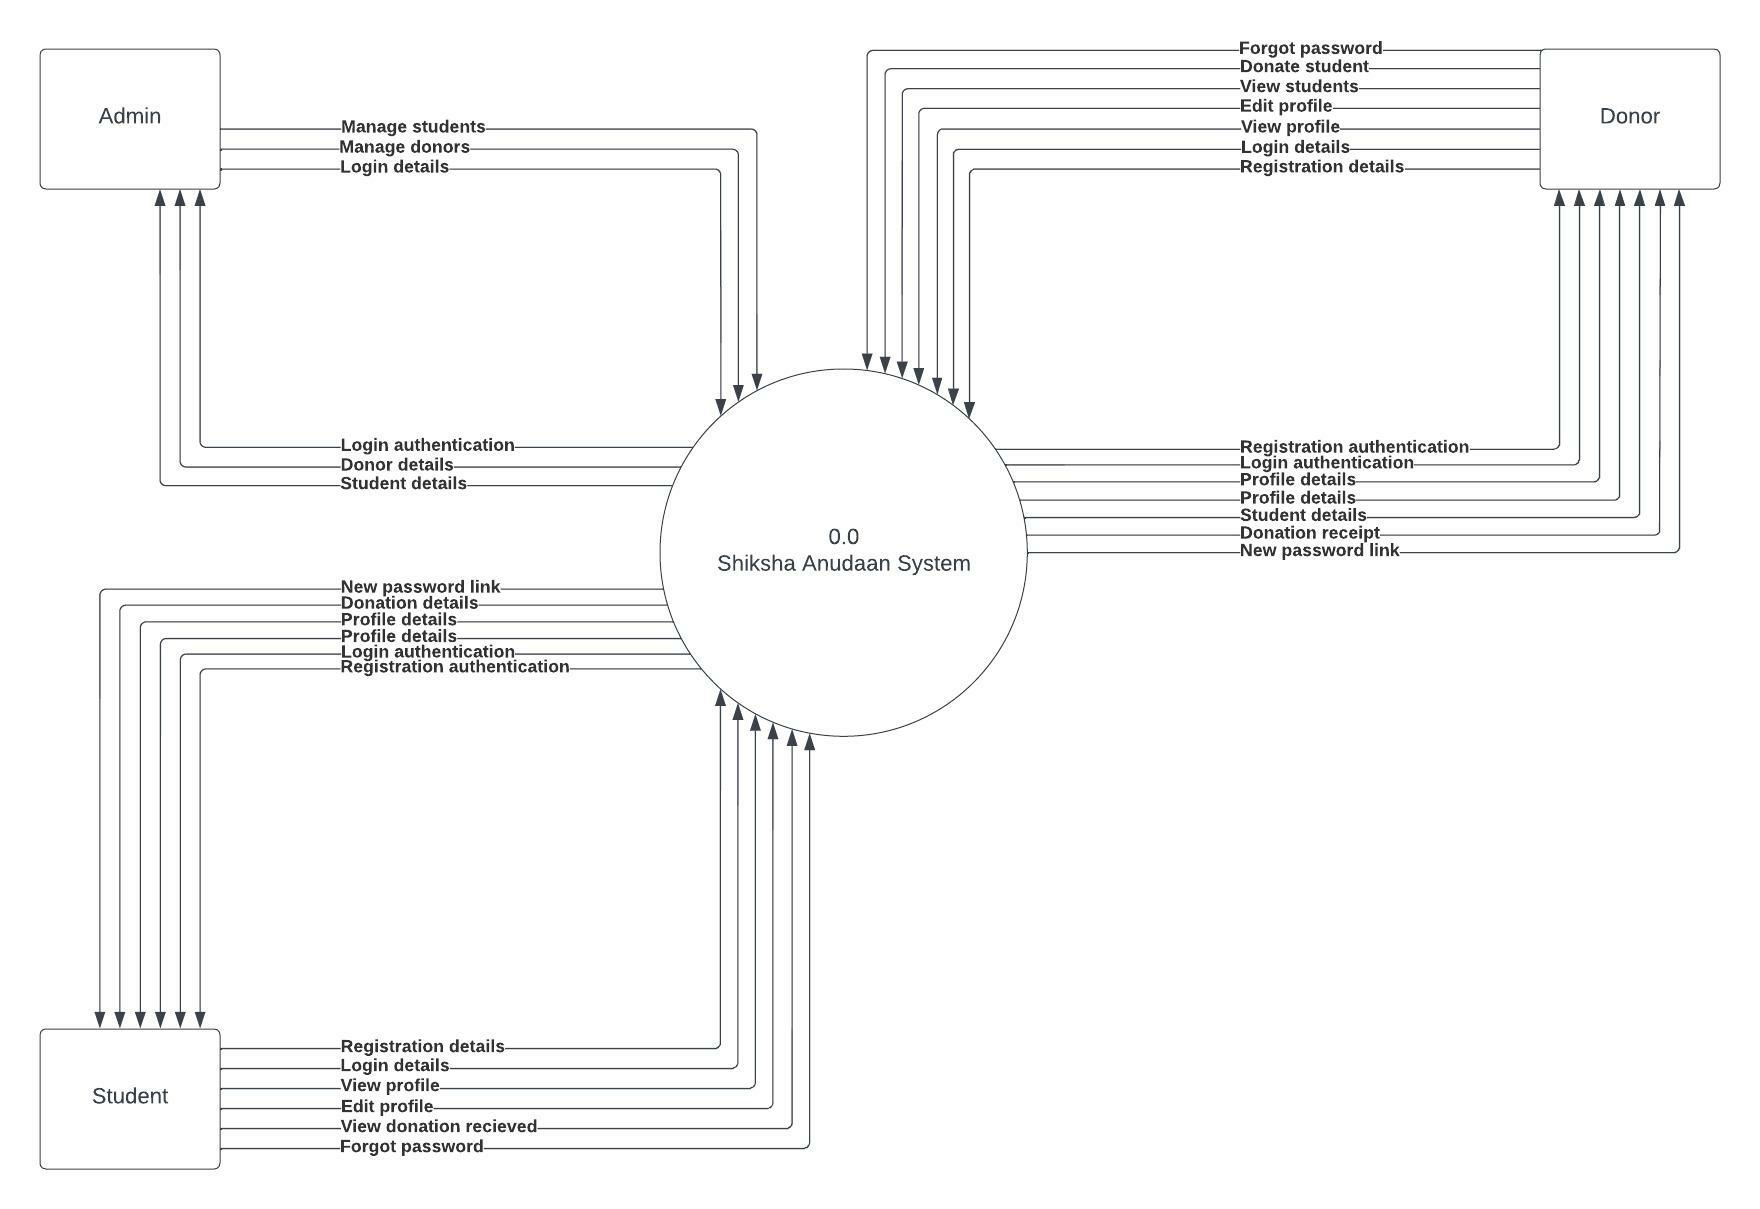 Admin
Manage students
Manage donors
Login details
Forgot password
Donate student
View students
Edit profile
View profile
Login details
Registration details
Donor
Login authentication
Donor details
Student details
Registration authentication
Login authentication
Profile details
Profile details
Student details
Donation receipt
New password link
0.0
Shiksha Anudaan System
New password link
Donation details
Profile details
Profile details
Login authentication
Registration authentication
Student
Registration details
Login details
View profile
Edit profile
View donation recieved
Forgot password